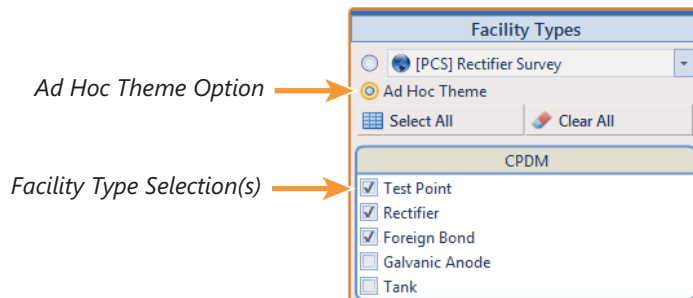 Facility Types
[PCS] Rectifier Survey
Ad Hoc Theme Option
Ad Hoc Theme
Select All Clear All
CPDM
Facility Type Selection(s)
Test Point
Rectifier
Foreign Bond
Galvanic Anode
Tank